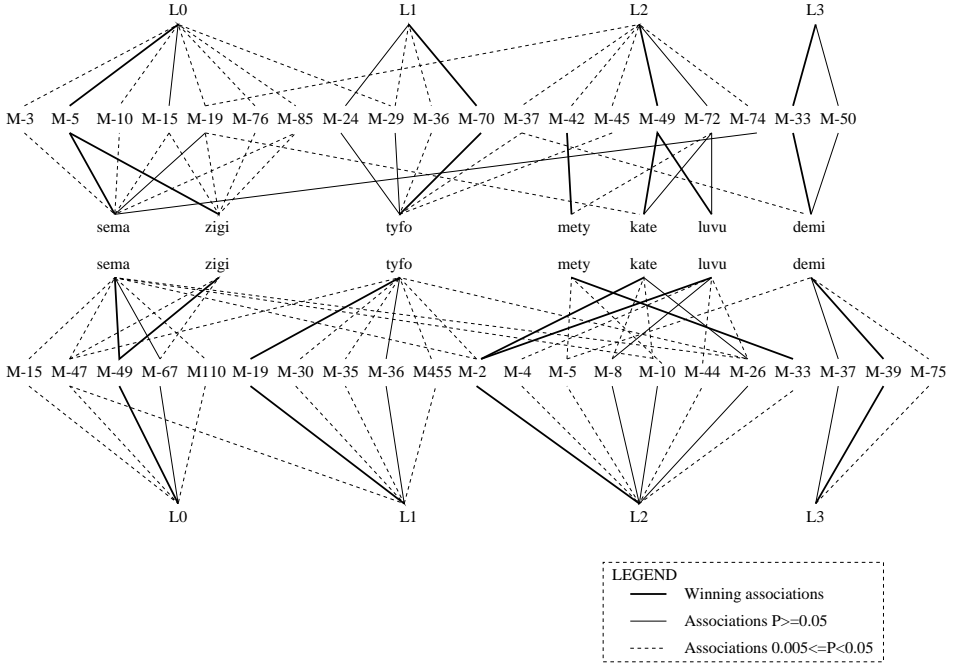 L0 L1 L2 L3
M-3 M-5 M-10 M-15 M-19 M-76 M-85 M-24 M-29 M-36 M-70 M-37 M-42 M-45 M-49 M-72 M-74 M-33 M-50
sema zigi tyfo mety kate luvu demi
sema zigi tyfo mety kate luvu demi
M-15 M-47 M-49 M-67 M110 M-19 M-30 M-35 M-36 M455 M-2 M-4 M-5 M-8 M-10 M-44 M-26 M-33 M-37 M-39 M-75
L0 L1 L2 L3
LEGEND
Winning associations
Associations P>=0.05
Associations 0.005<=P<0.05